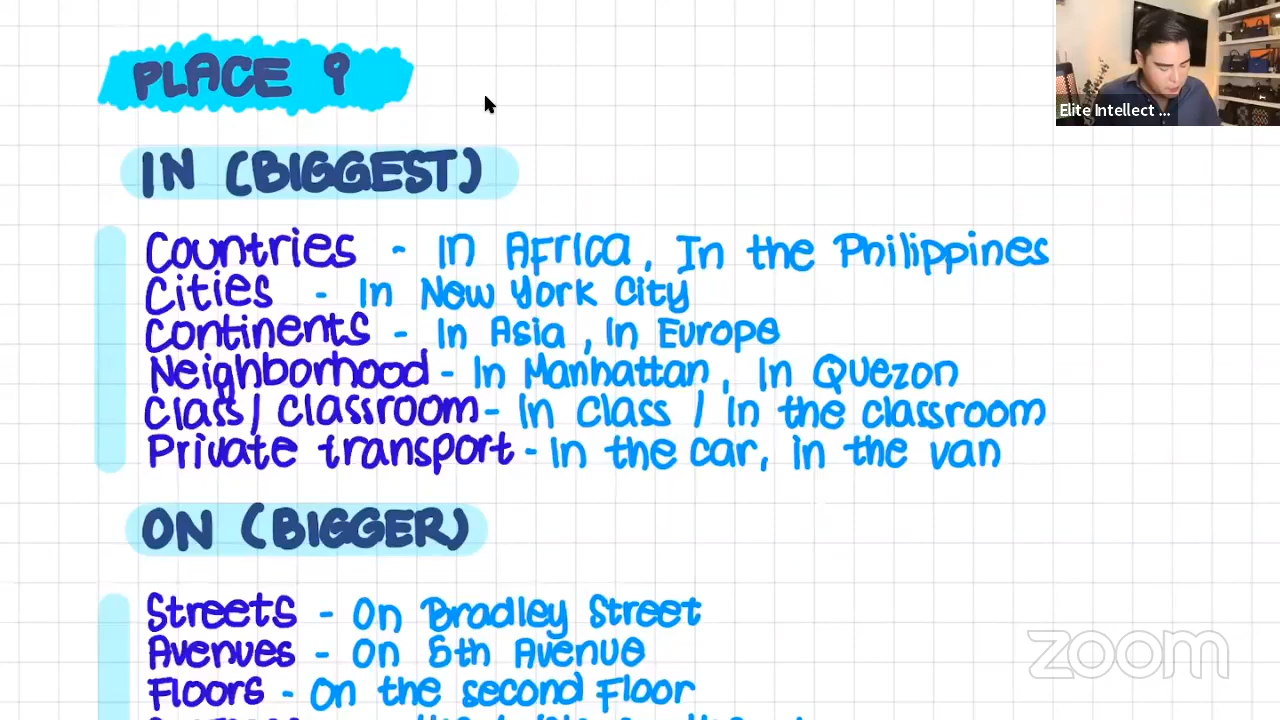 PLACE
Elite Intellect ...
IN (BIGGEST)
Countries - In Africa, In the Philippines
Cities - In New York City
Continents - In Asia, In Europe
Neighborhood - In Manhattan, In Quezon
Class/ Classroom - In class / In the classroom
Private transport - In the car, in the van
ON (BIGGER)
Streets - On Bradley Street
Avenues - On 5th Avenue
Floors - On the second Floor
zoom